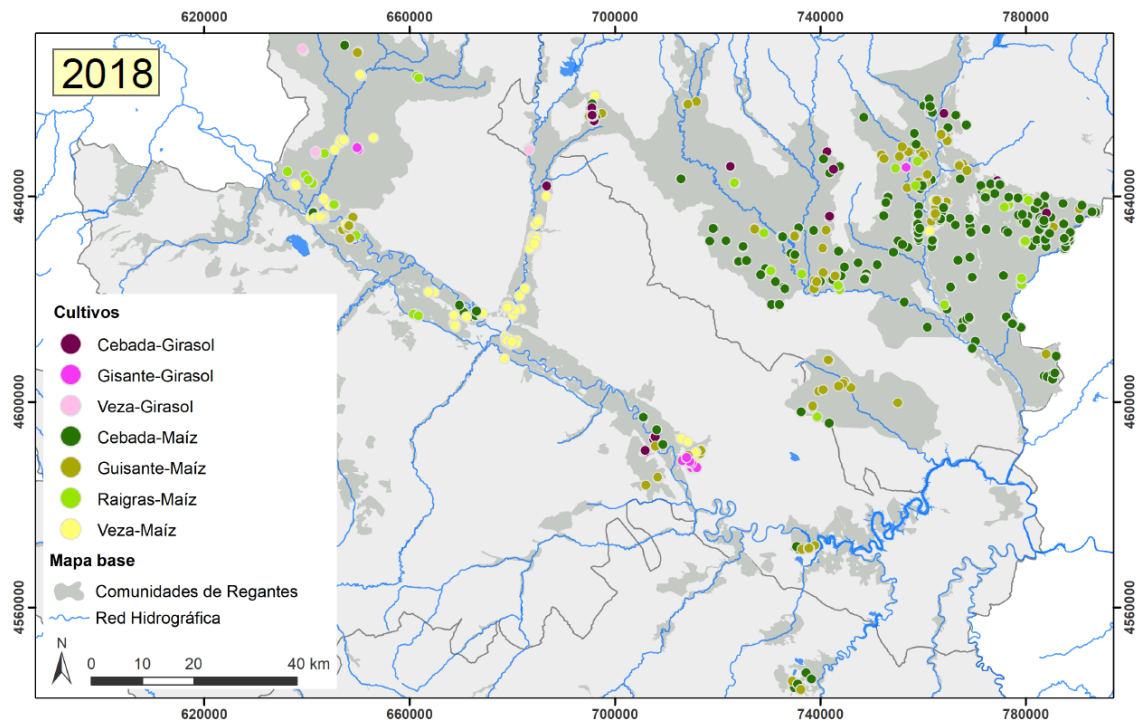 620000 660000 700000 740000 780000
2018
4640000 4640000
Cultivos
Cebada-Girasol
Gisante-Girasol
Veza-Girasol
4600000 4600000
Cebada-Maíz
Guisante-Maíz
Raigras-Maíz
Veza-Maíz
Mapa base
Comunidades de Regantes
4560000 4560000
Red Hidrográfica
N
0 10 20 40 km
620000 660000 700000 740000 780000